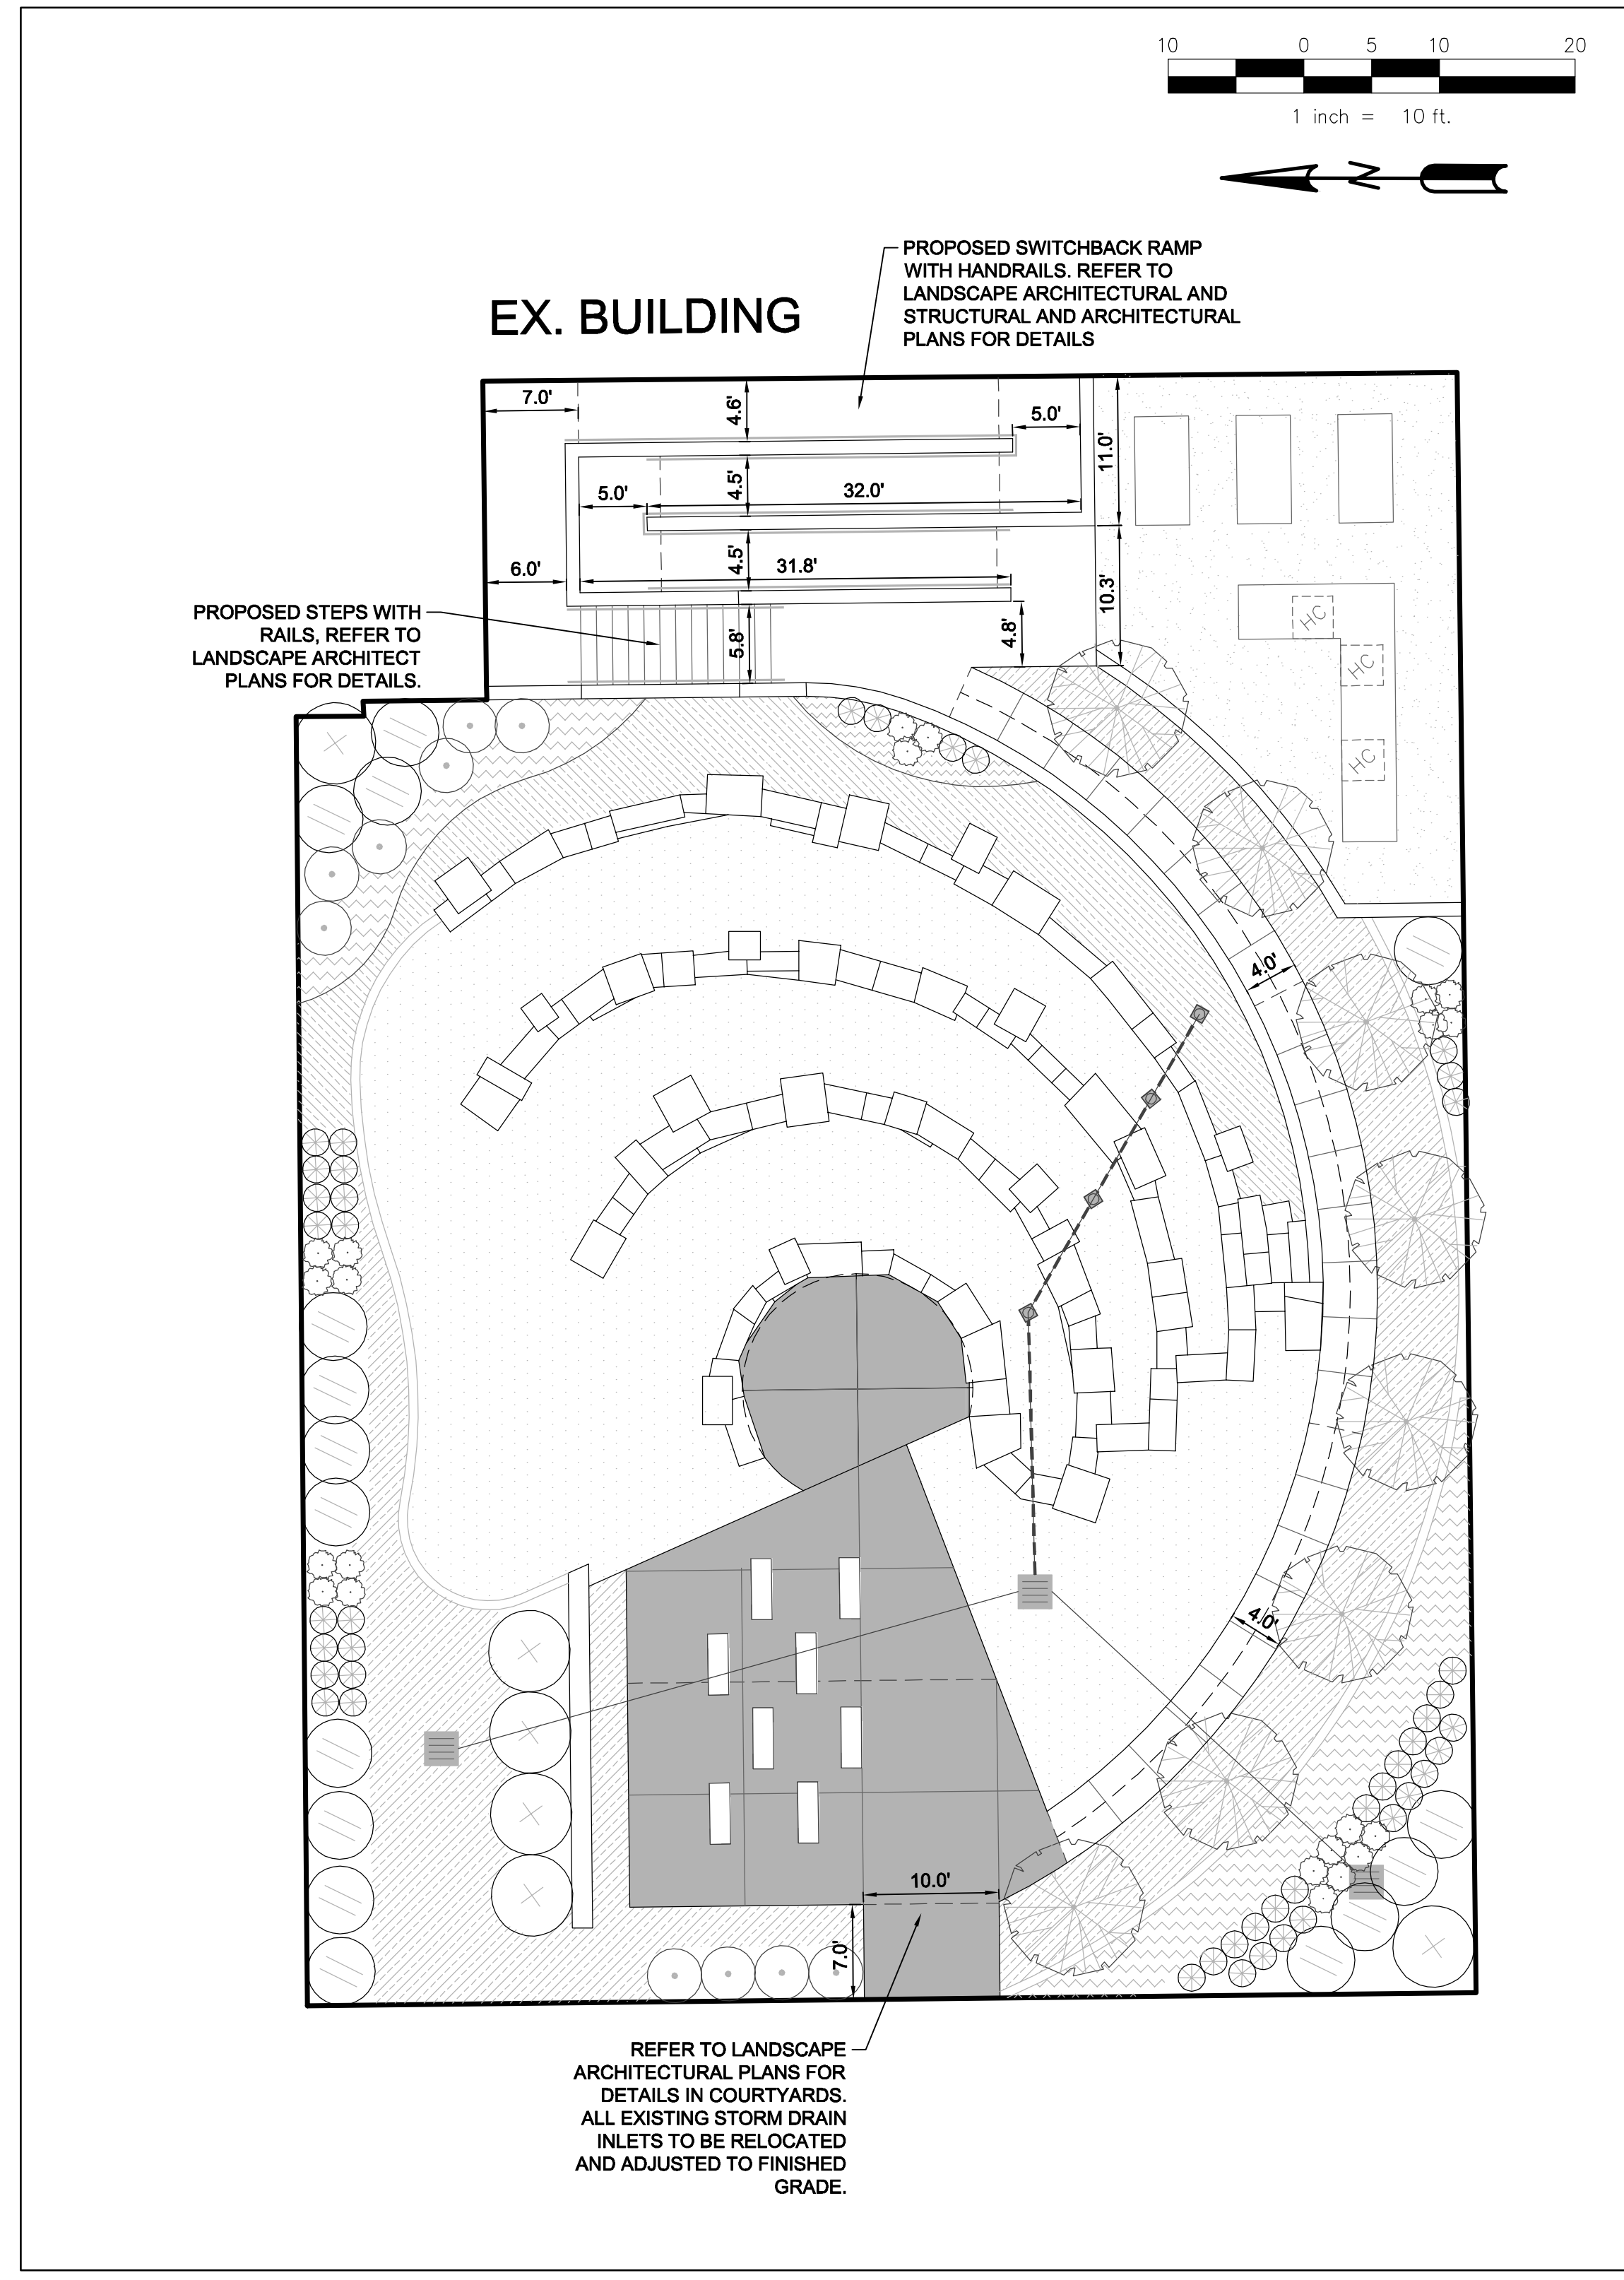 10 0 5 10 20
1 inch = 10 ft.
N
PROPOSED SWITCHBACK RAMP
WITH HANDRAILS. REFER TO
LANDSCAPE ARCHITECTURAL AND
STRUCTURAL AND ARCHITECTURAL
PLANS FOR DETAILS
EX. BUILDING
7.0'
4.6'
5.0'
11.0'
5.0'
4.5'
32.0'
6.0'
4.5'
31.8'
10.3'
PROPOSED STEPS WITH
RAILS, REFER TO
LANDSCAPE ARCHITECT
PLANS FOR DETAILS.
5.8'
4.8'
HC
HC
HC
4.0'
4.0'
10.0'
7.0'
REFER TO LANDSCAPE
ARCHITECTURAL PLANS FOR
DETAILS IN COURTYARDS.
ALL EXISTING STORM DRAIN
INLETS TO BE RELOCATED
AND ADJUSTED TO FINISHED
GRADE.